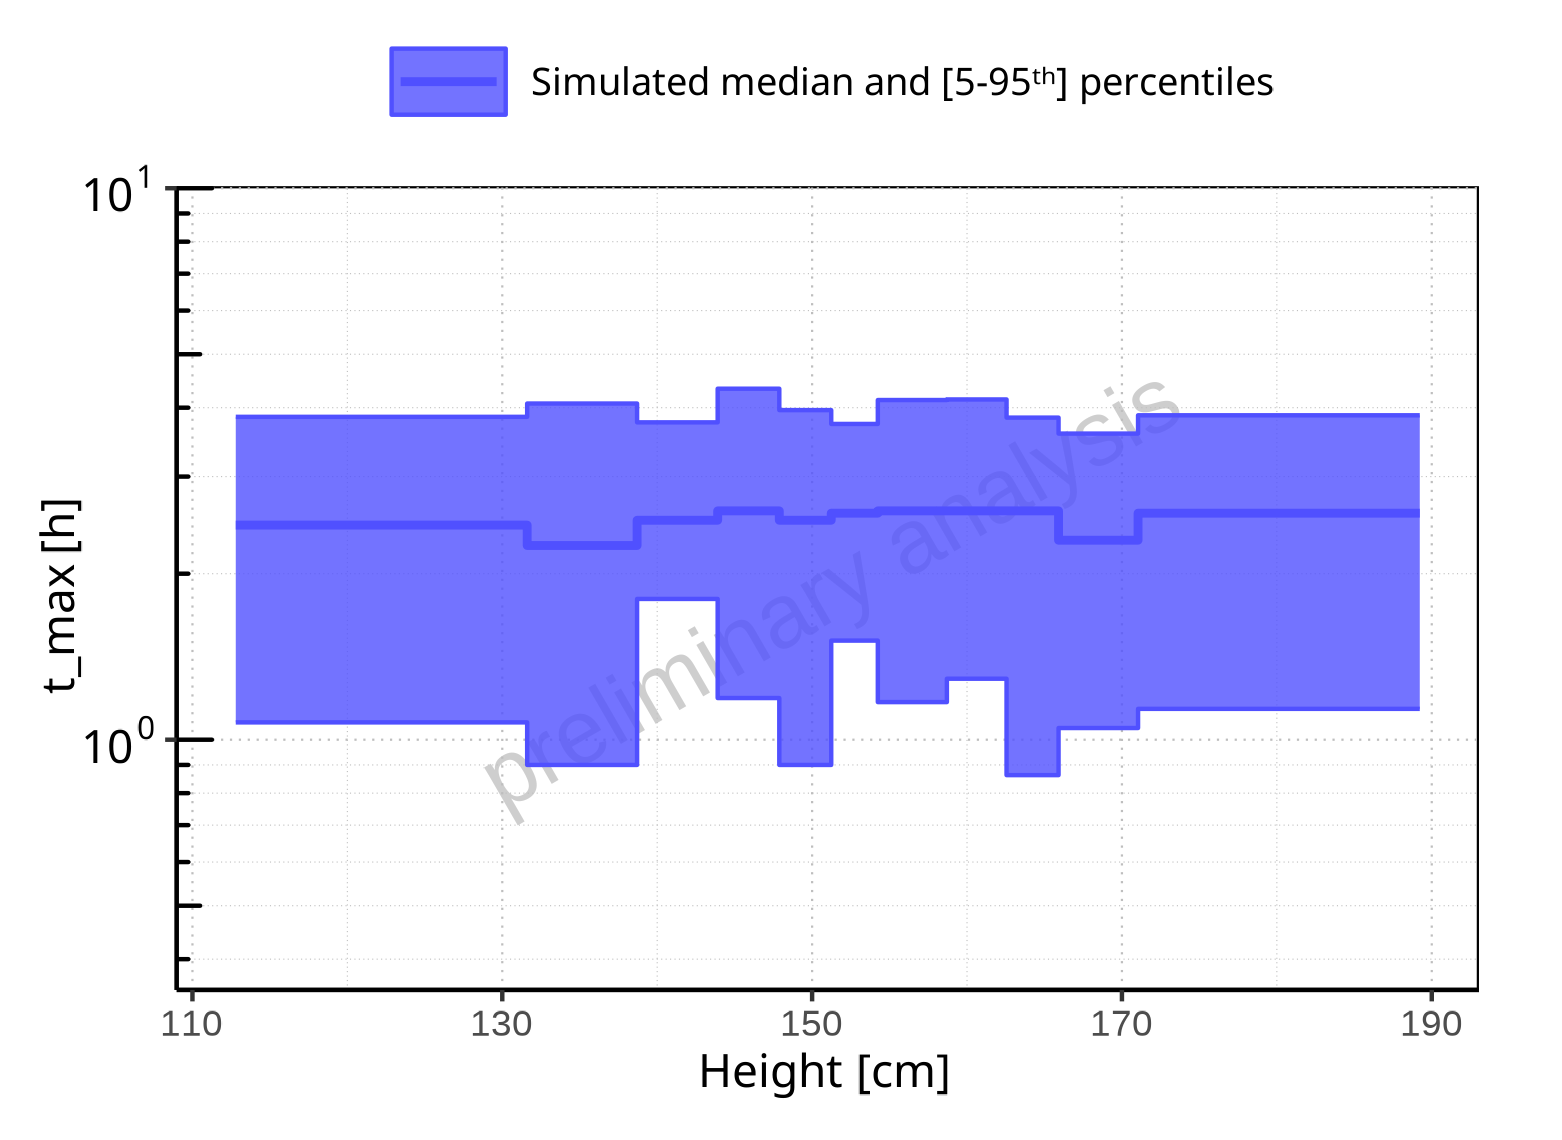 Simulated median and [5-95th] percentiles
10^1
10^0
t_max [h]
preliminary analysis
110 130 150 170 190
Height [cm]